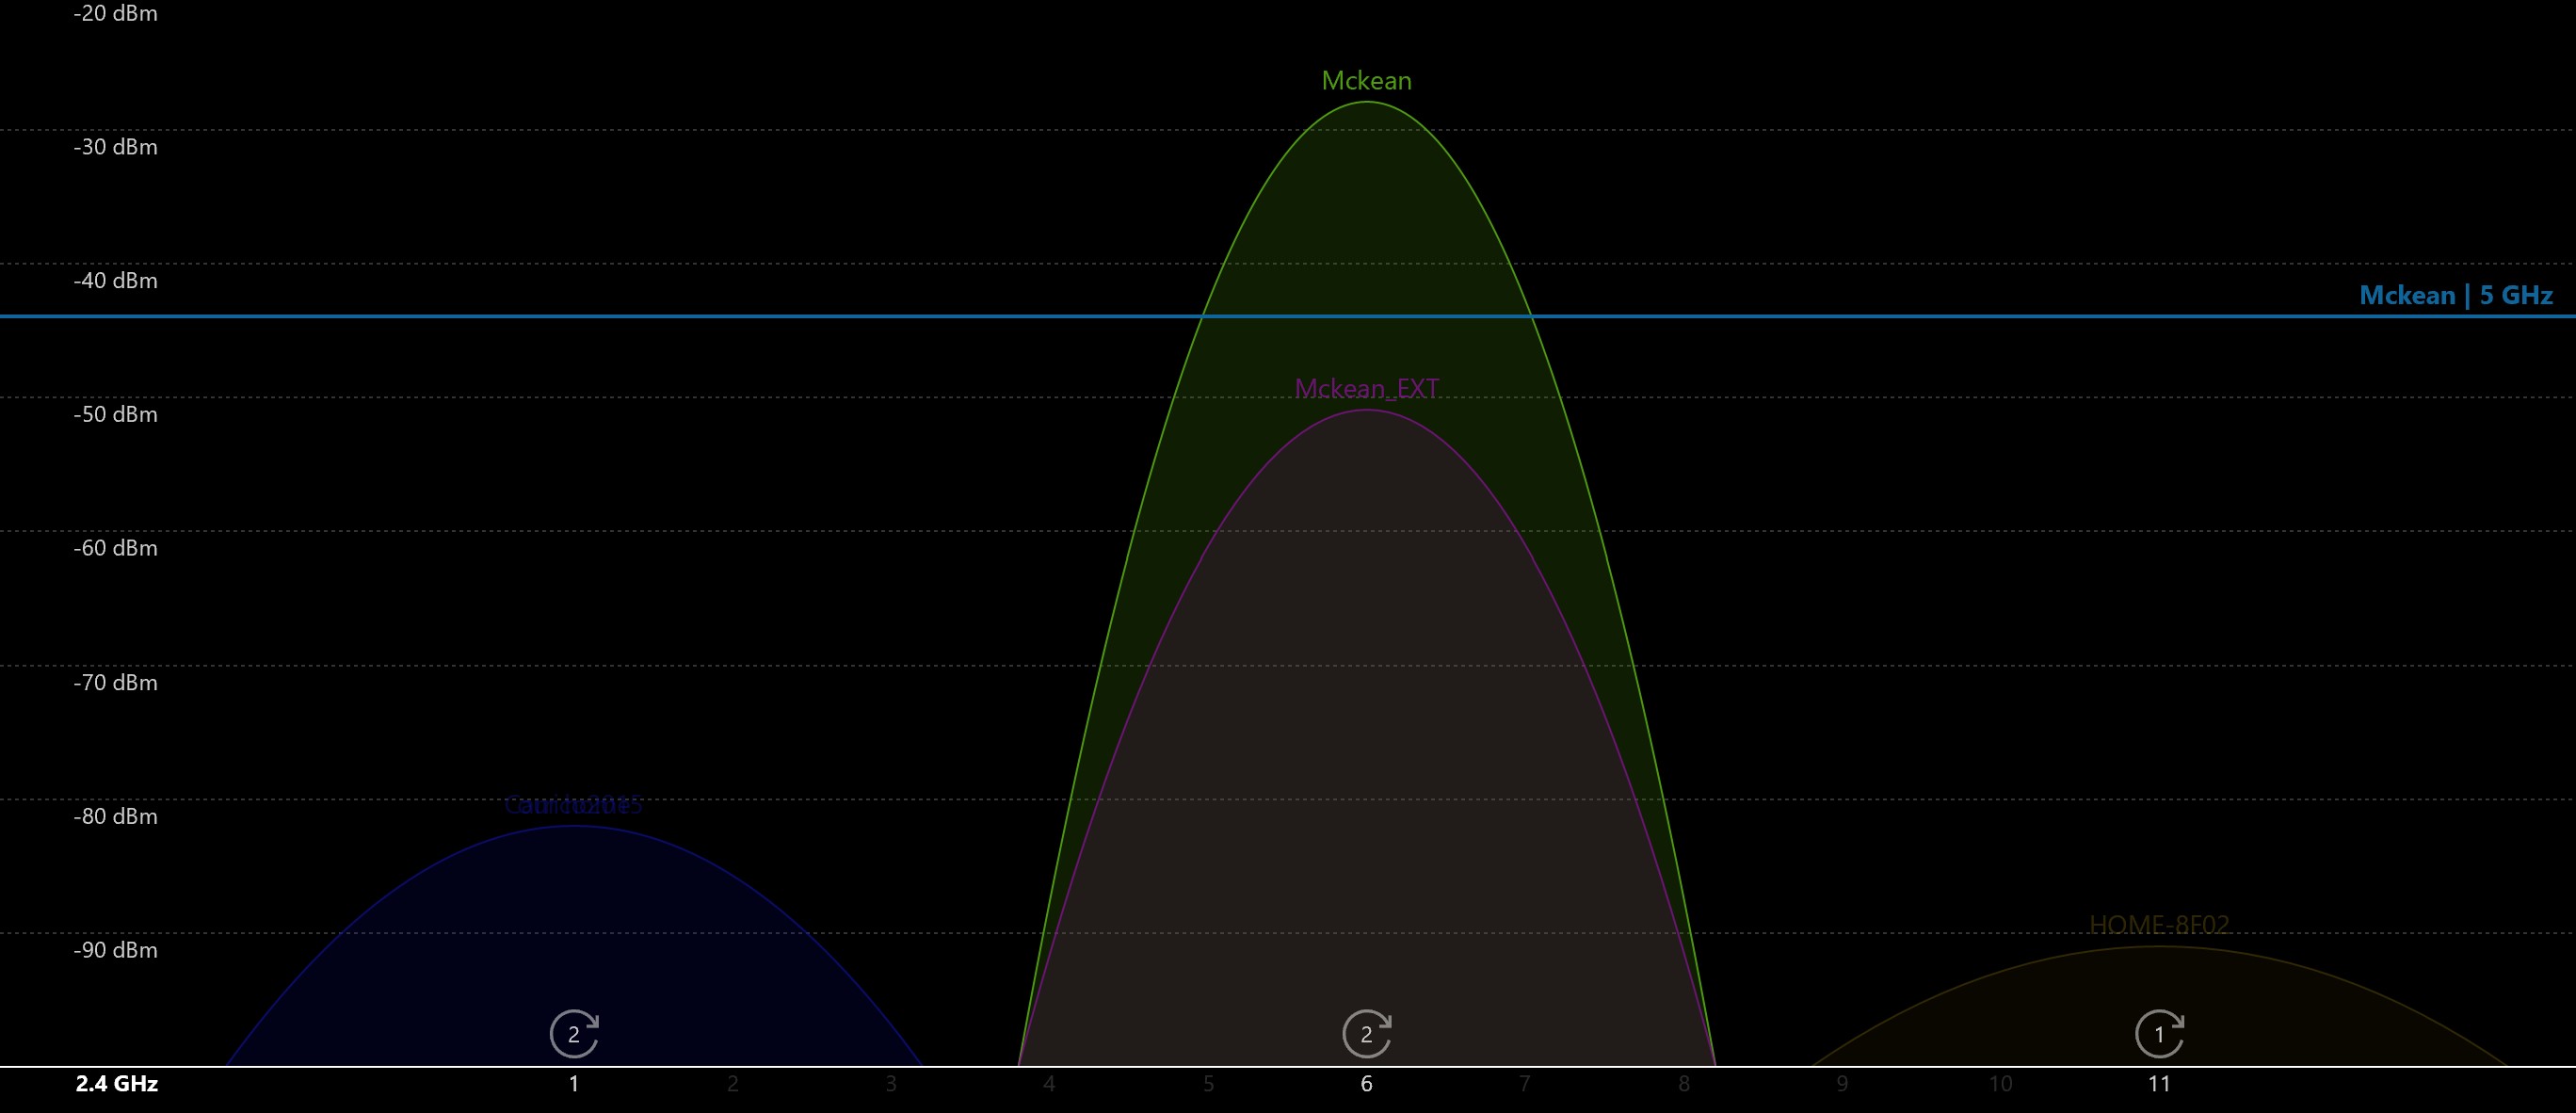 -20 dBm
Mckean
-30 dBm
-40 dBm
Mckean | 5 GHz
Mckean_EXT
-50 dBm
-60 dBm
-70 dBm
-80 dBm
HOME-8F02
-90 dBm
2 2 1
2.4 GHz 1 2 3 4 5 6 7 8 9 10 11